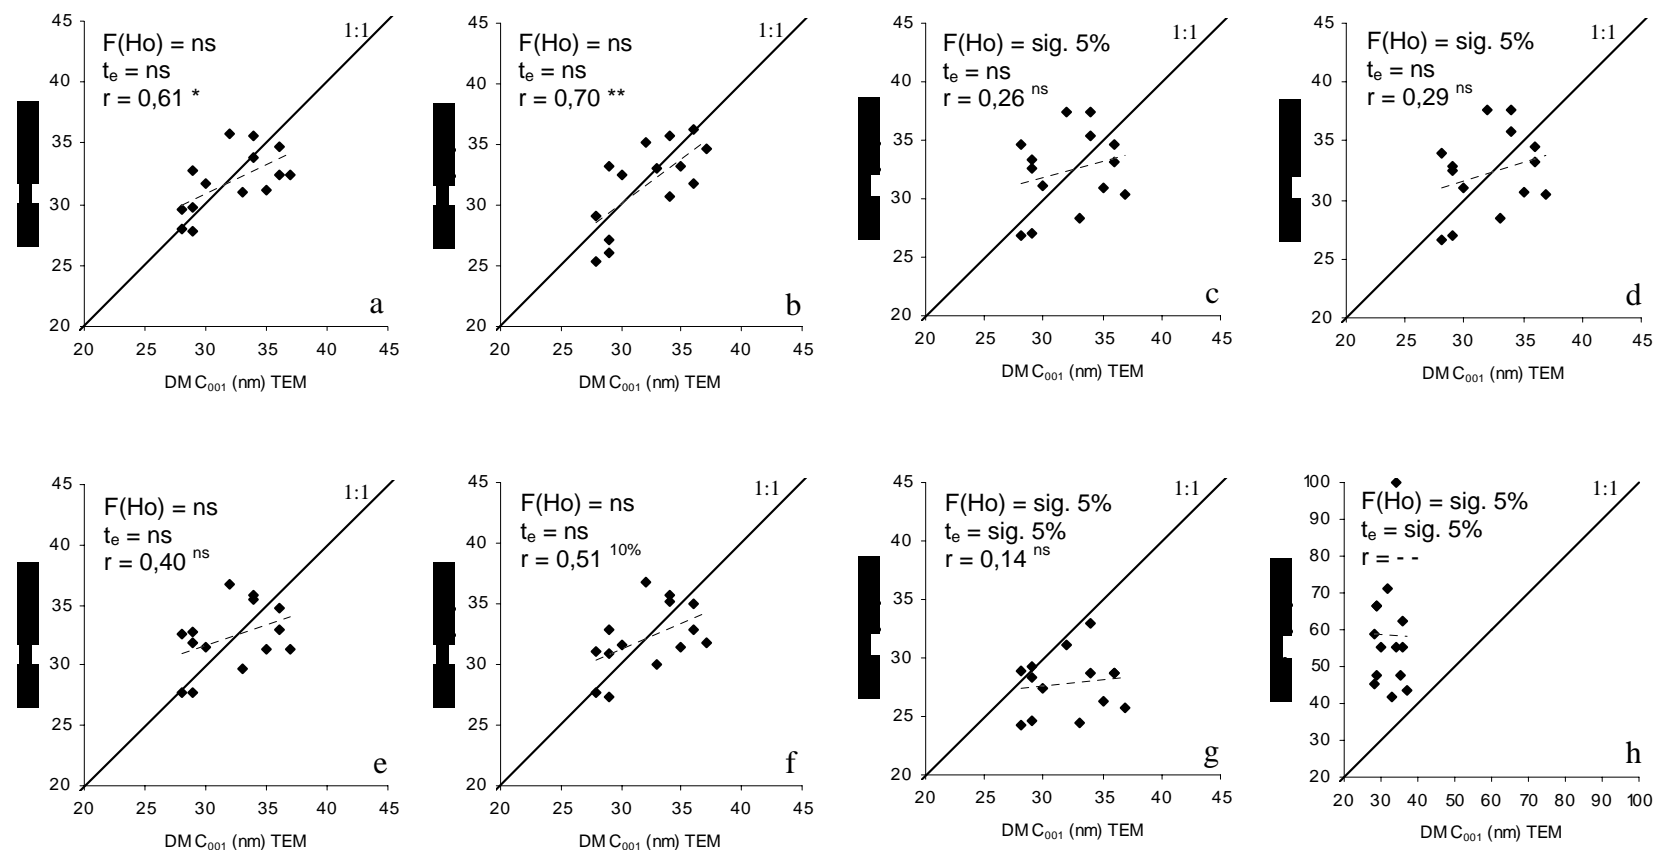 F(Ho) = ns
t_e = ns
r = 0,61 *
1:1
45
40
35
30
25
20
a
20 25 30 35 40 45
DM C001 (nm) TEM
F(Ho) = ns
t_e = ns
r = 0,70 **
1:1
45
40
35
30
25
20
b
20 25 30 35 40 45
DM C001 (nm) TEM
F(Ho) = sig. 5%
t_e = ns
r = 0,26 ns
1:1
45
40
35
30
25
20
c
20 25 30 35 40 45
DM C001 (nm) TEM
F(Ho) = sig. 5%
t_e = ns
r = 0,29 ns
1:1
45
40
35
30
25
20
d
20 25 30 35 40 45
DM C001 (nm) TEM
F(Ho) = ns
t_e = ns
r = 0,40 ns
1:1
45
40
35
30
25
20
e
20 25 30 35 40 45
DM C001 (nm) TEM
F(Ho) = ns
t_e = ns
r = 0,51 10%
1:1
45
40
35
30
25
20
f
20 25 30 35 40 45
DM C001 (nm) TEM
F(Ho) = sig. 5%
t_e = sig. 5%
r = 0,14 ns
1:1
45
40
35
30
25
20
g
20 25 30 35 40 45
DM C001 (nm) TEM
F(Ho) = sig. 5%
t_e = sig. 5%
r = - -
1:1
100
90
80
70
60
50
40
30
20
h
20 30 40 50 60 70 80 90 100
DM C001 (nm) TEM